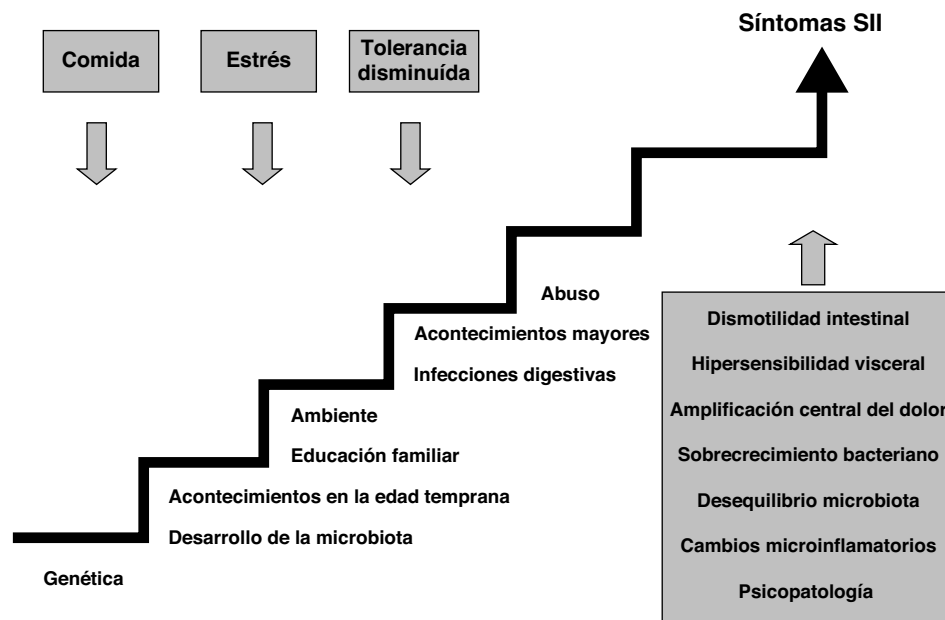 Síntomas SII
Comida
Estrés
Tolerancia
disminuída
Abuso
Acontecimientos mayores
Infecciones digestivas
Ambiente
Educación familiar
Acontecimientos en la edad temprana
Desarrollo de la microbiota
Genética
Dismotilidad intestinal
Hipersensibilidad visceral
Amplificación central del dolor
Sobrecrecimiento bacteriano
Desequilibrio microbiota
Cambios microinflamatorios
Psicopatología